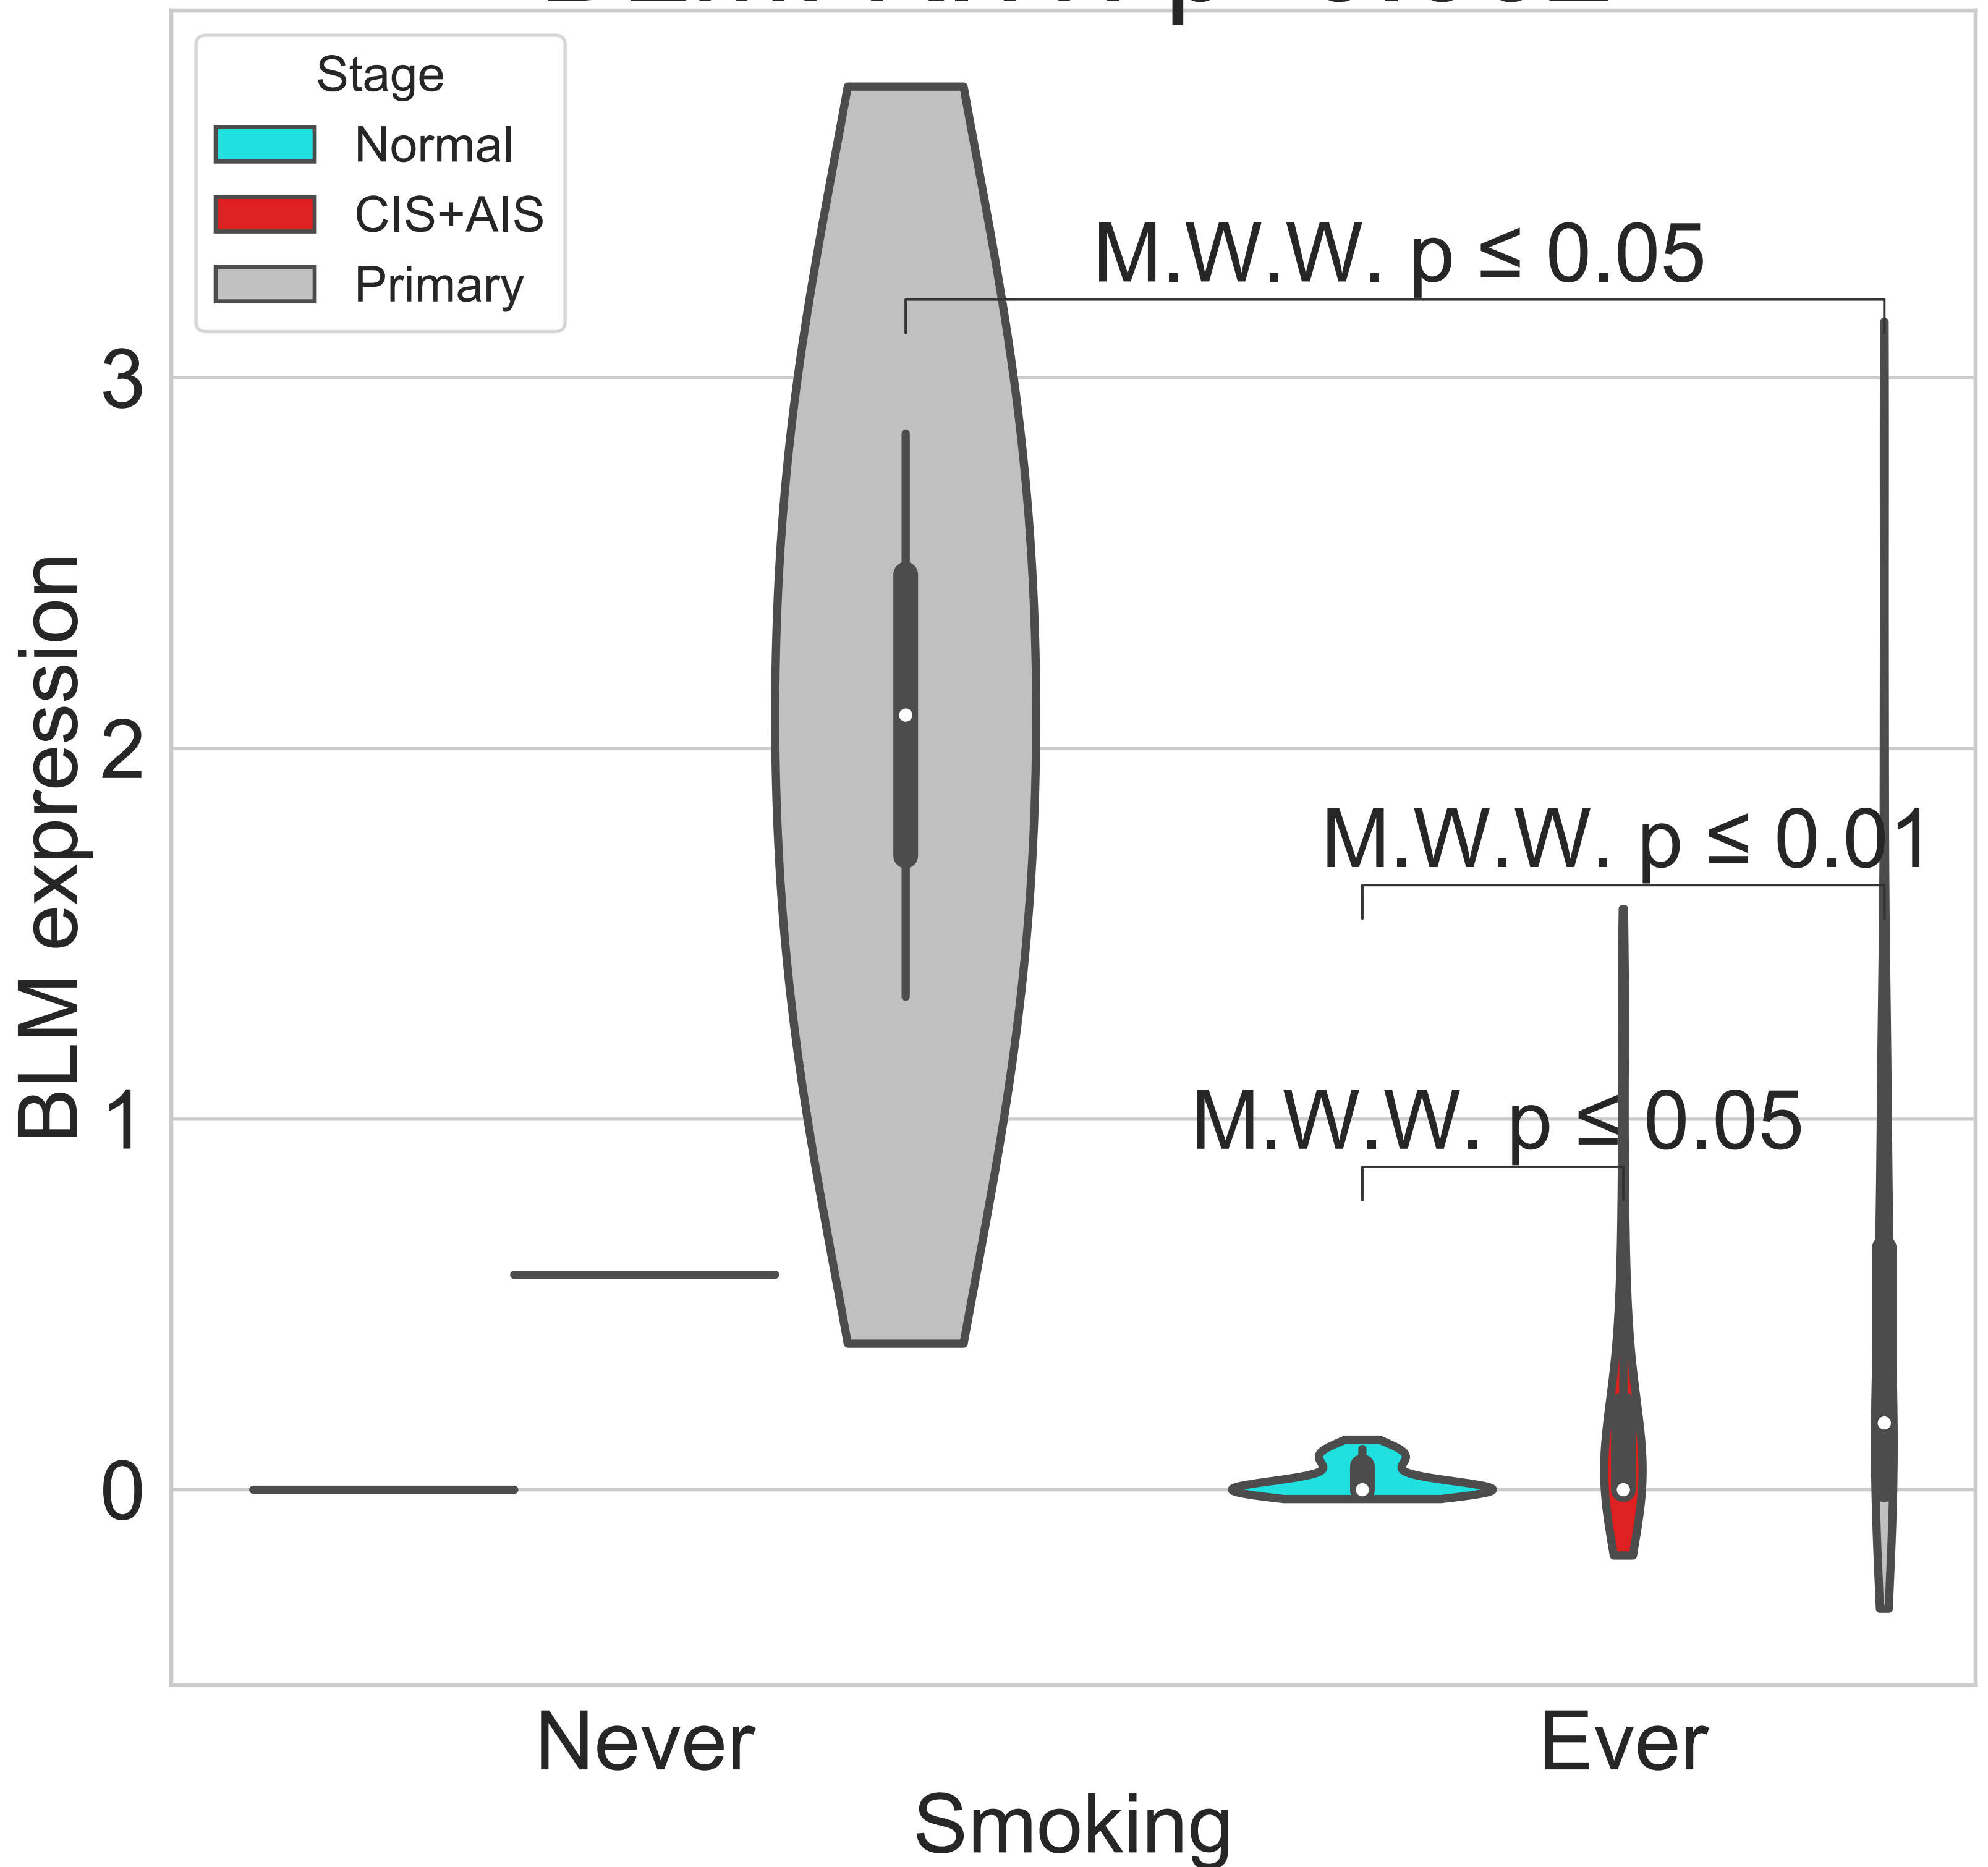 Stage
Normal
CIS+AIS
Primary
M.W.W. p ≤ 0.05
M.W.W. p ≤ 0.01
M.W.W. p ≤ 0.05
3
2
1
0
BLM expression
Never
Ever
Smoking